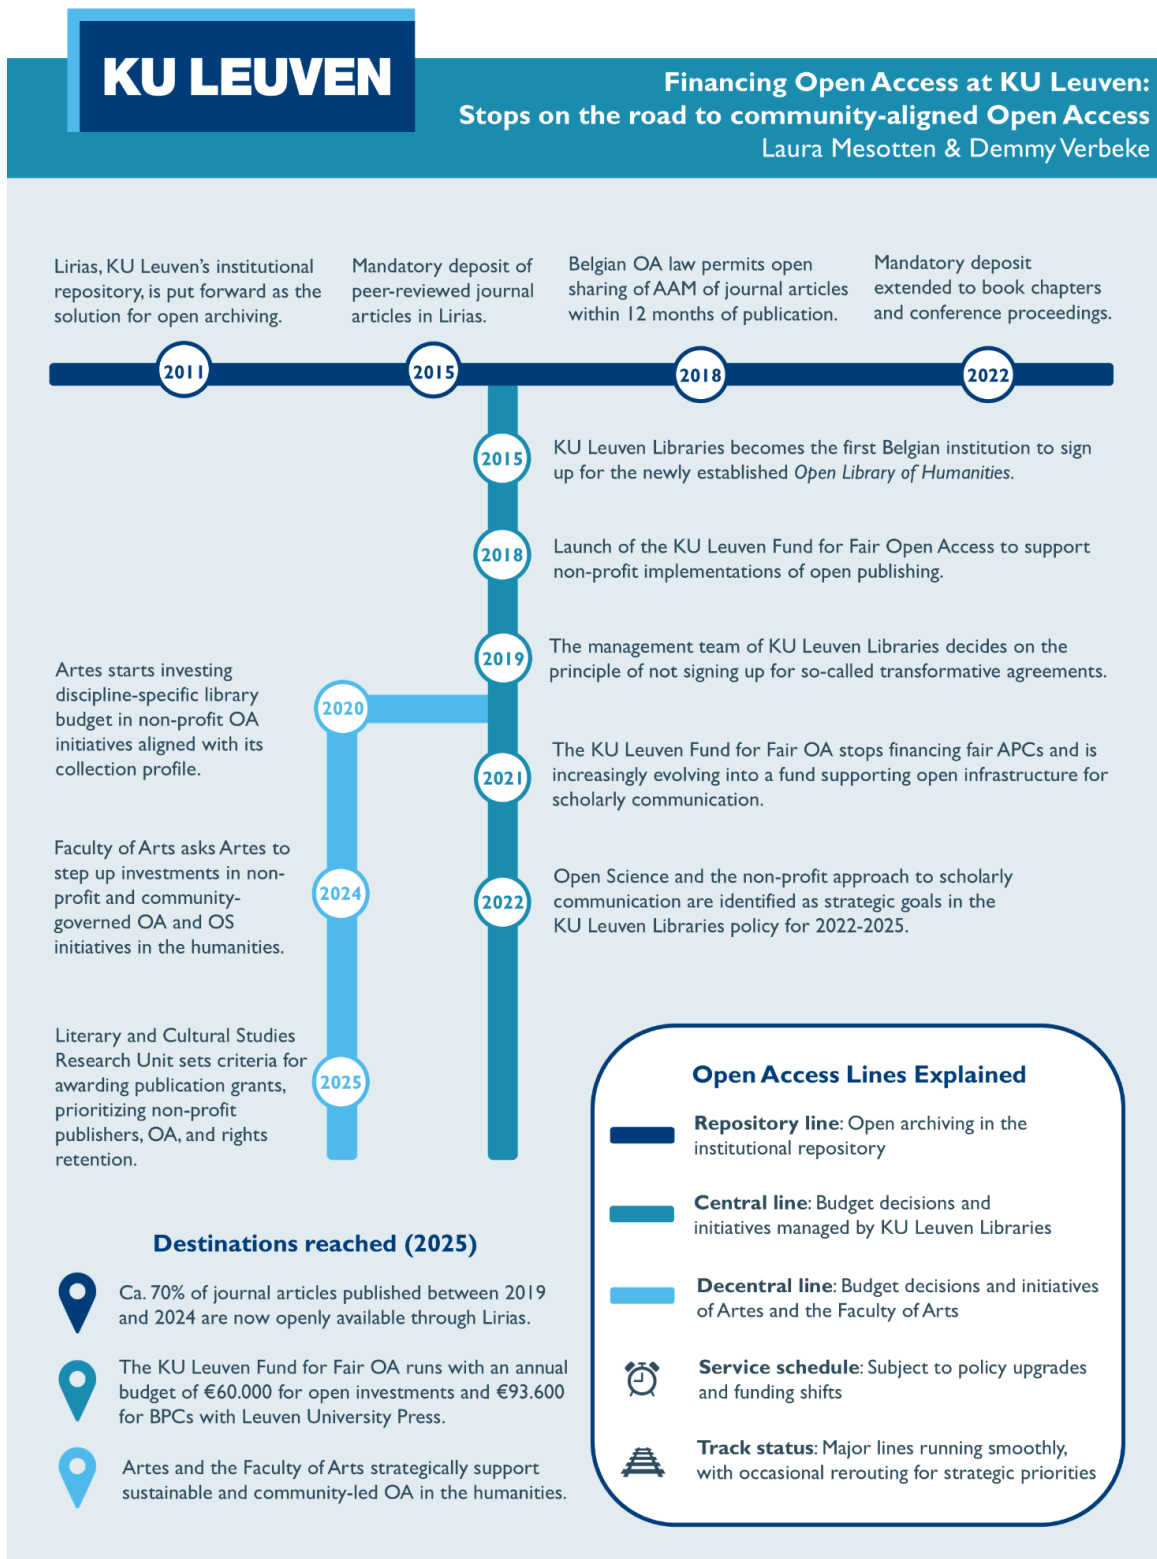 KU LEUVEN
Financing Open Access at KU Leuven:
Stops on the road to community-aligned Open Access
Laura Mesotten & Demmy Verbeke
Lirias, KU Leuven's institutional
repository, is put forward as the
solution for open archiving.
Mandatory deposit of
peer-reviewed journal
articles in Lirias.
Belgian OA law permits open
sharing of AAM of journal articles
within 12 months of publication.
Mandatory deposit
extended to book chapters
and conference proceedings.
2011
2015
2018
2022
2015
KU Leuven Libraries becomes the first Belgian institution to sign
up for the newly established Open Library of Humanities.
2018
Launch of the KU Leuven Fund for Fair Open Access to support
non-profit implementations of open publishing.
2019
The management team of KU Leuven Libraries decides on the
principle of not signing up for so-called transformative agreements.
Artes starts investing
discipline-specific library
budget in non-profit OA
initiatives aligned with its
collection profile.
2020
2021
The KU Leuven Fund for Fair OA stops financing fair APCs and is
increasingly evolving into a fund supporting open infrastructure for
scholarly communication.
Faculty of Arts asks Artes to
step up investments in non-
profit and community-
governed OA and OS
initiatives in the humanities.
2024
2022
Open Science and the non-profit approach to scholarly
communication are identified as strategic goals in the
KU Leuven Libraries policy for 2022-2025.
Literary and Cultural Studies
Research Unit sets criteria for
awarding publication grants,
prioritizing non-profit
publishers, OA, and rights
retention.
2025
Destinations reached (2025)
Ca. 70% of journal articles published between 2019
and 2024 are now openly available through Lirias.
The KU Leuven Fund for Fair OA runs with an annual
budget of €60.000 for open investments and €93.600
for BPCs with Leuven University Press.
Artes and the Faculty of Arts strategically support
sustainable and community-led OA in the humanities.
Open Access Lines Explained
Repository line: Open archiving in the
institutional repository
Central line: Budget decisions and
initiatives managed by KU Leuven Libraries
Decentral line: Budget decisions and initiatives
of Artes and the Faculty of Arts
Service schedule: Subject to policy upgrades
and funding shifts
Track status: Major lines running smoothly,
with occasional rerouting for strategic priorities